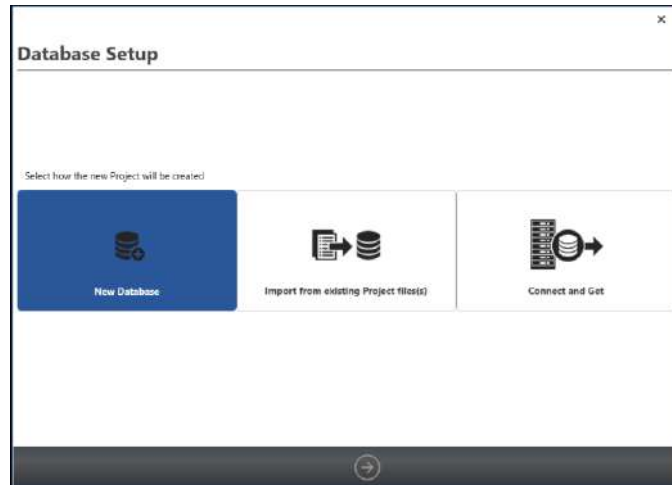 Database Setup
Select how the new Project will be created
New Database
Import from existing Project files(s)
Connect and Get